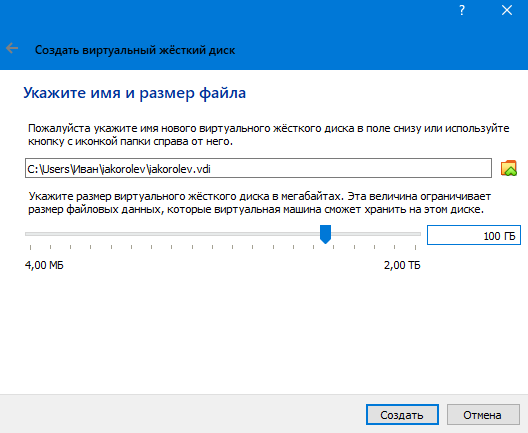 ?
Создать виртуальный жёсткий диск
Укажите имя и размер файла
Пожалуйста укажите имя нового виртуального жёсткого диска в поле снизу или используйте
кнопку с иконкой папки справа от него.
C:\Users\Иван\jakorolev\jakorolev.vdi
Укажите размер виртуального жёсткого диска в мегабайтах. Эта величина ограничивает
размер файловых данных, которые виртуальная машина сможет хранить на этом диске.
100 ГБ
4,00 МБ 2,00 ТБ
Создать Отмена